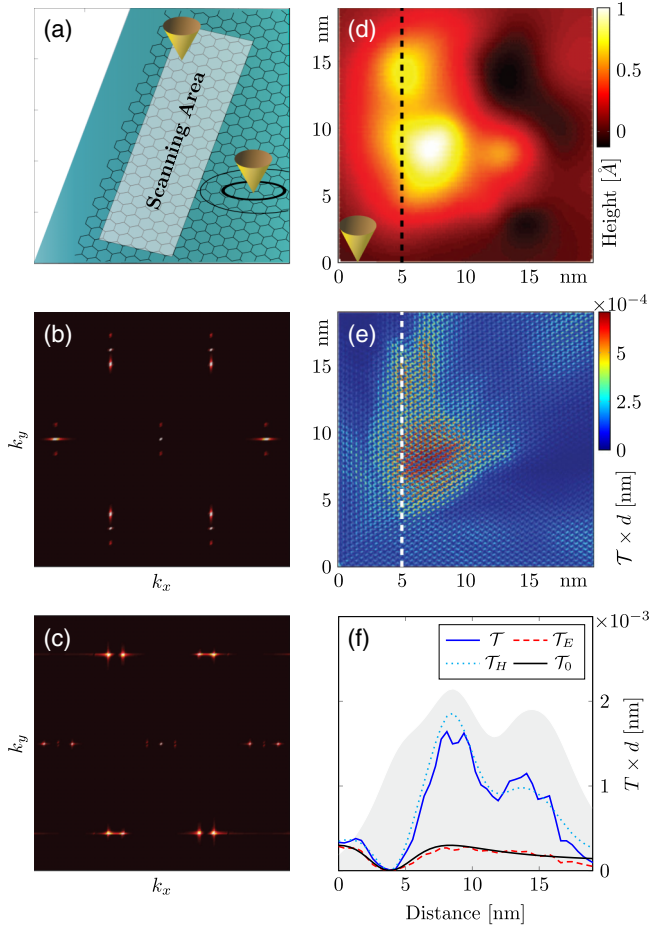 (a)
Scanning Area
(b)
k_y
k_x
(c)
k_y
k_x
(d)
nm
15
10
5
0
0 5 10 nm
1
0.5
0
Height [Å]
(e)
nm
15
10
5
0
0 5 10 nm
×10⁻⁴
5
2.5
0
𝒯 × d [nm]
(f)
𝒯 𝒯_E
𝒯_H 𝒯_0
×10⁻³
2
1
0
T × d [nm]
0 5 10 15
Distance [nm]